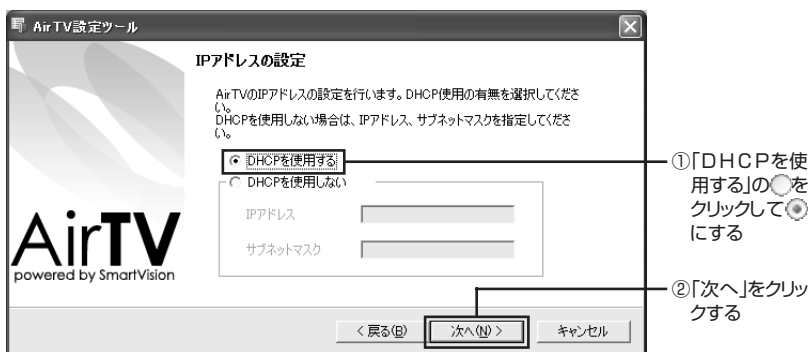 AirTV設定ツール
IPアドレスの設定
AirTVのIPアドレスの設定を行います。DHCP使用の有無を選択してくださ
い。
DHCPを使用しない場合は、IPアドレス、サブネットマスクを指定してくださ
い。
DHCPを使用する
DHCPを使用しない
IPアドレス
サブネットマスク
AirTV
powered by SmartVision
< 戻る(B)
次へ(N) >
キャンセル
①「DHCPを使
用する」の○を
クリックして◉
にする
②「次へ」をクリッ
クする